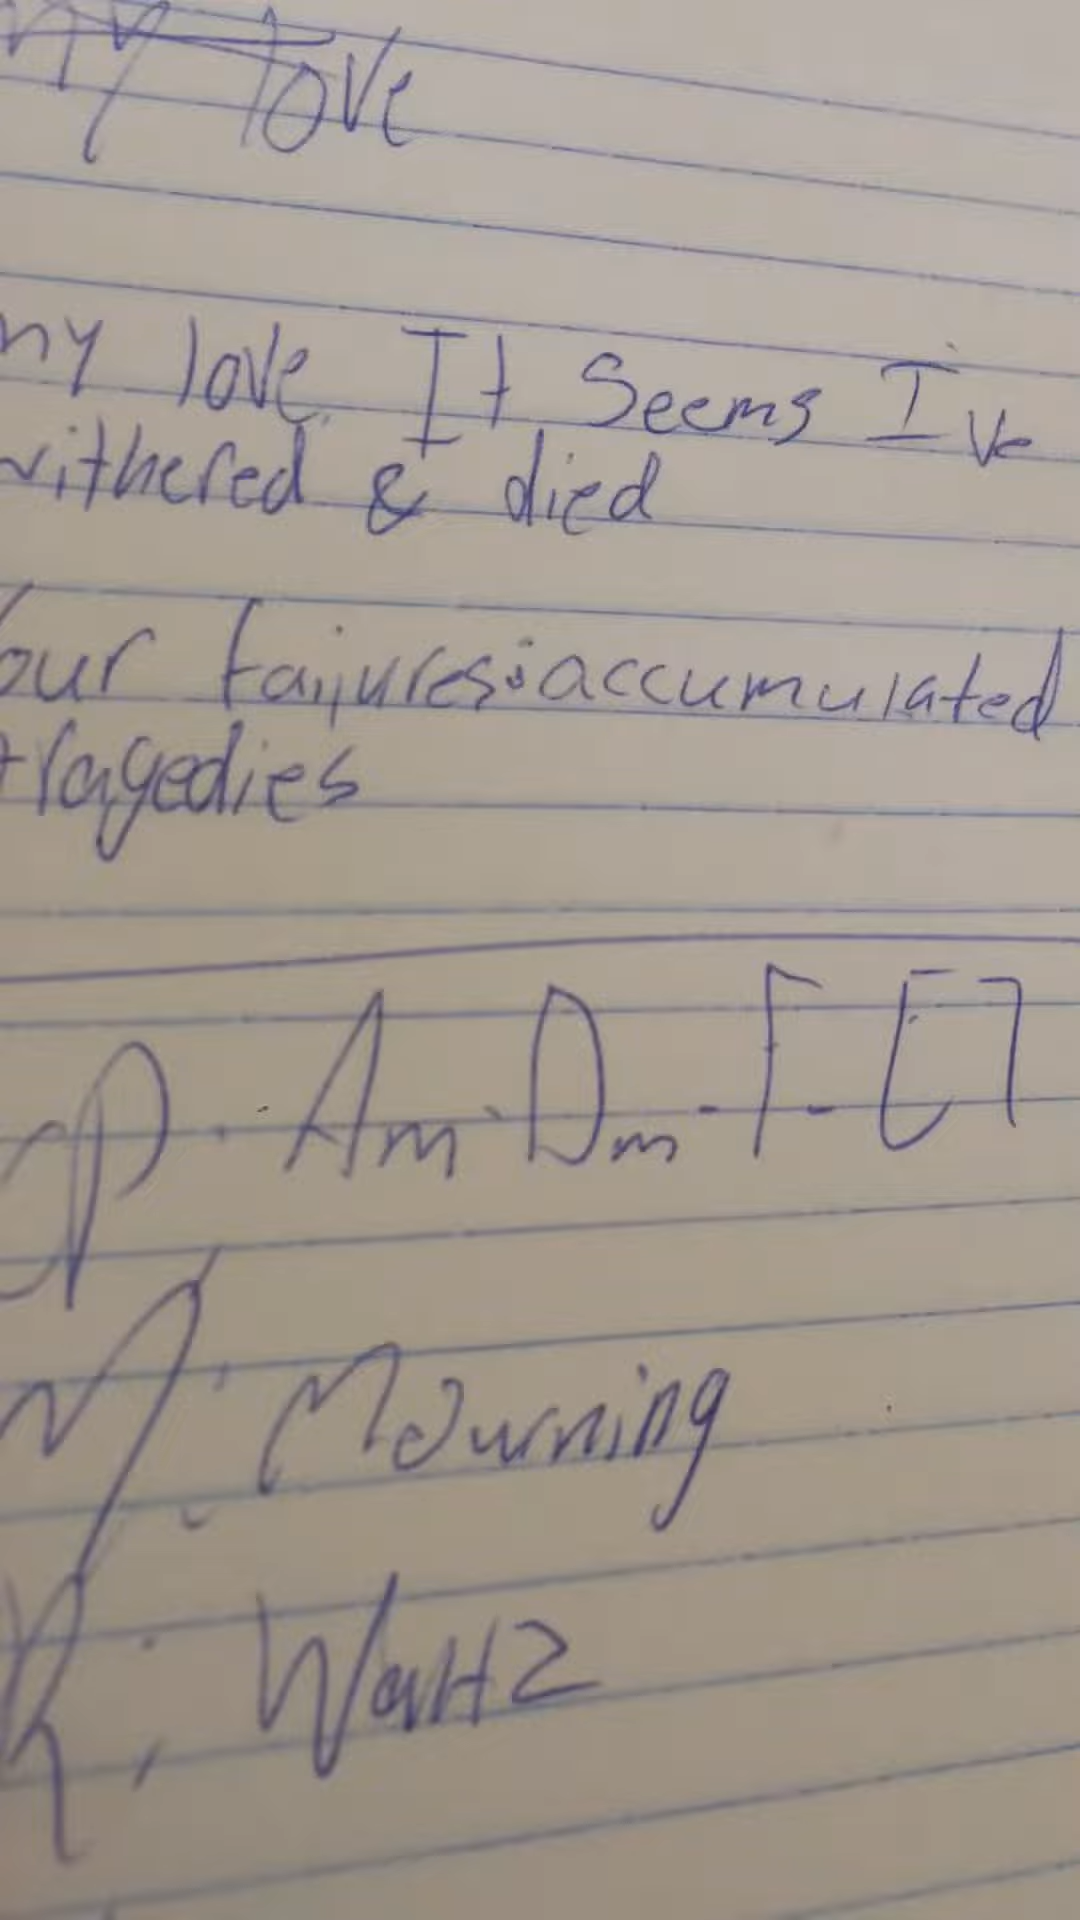 my love
my love. It seems I've
withered & died
our failures: accumulated
tragedies
P: Am. Dm - F - E7
M: Mourning
R: Waltz